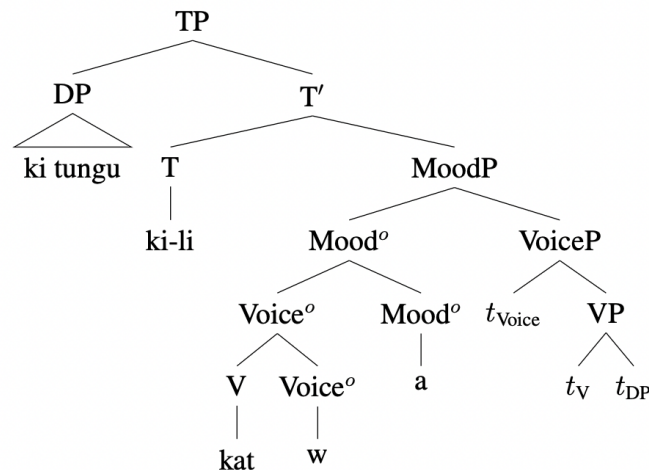 TP
DP T′
ki tungu T MoodP
ki-li Moodᵒ VoiceP
Voiceᵒ Moodᵒ t_Voice VP
V Voiceᵒ a t_V t_DP
kat w